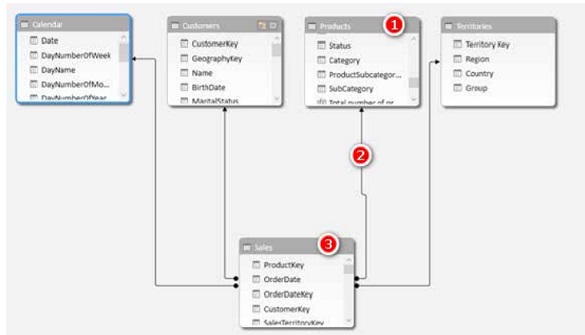 Calendar
Date
DayNumberOfWeek
DayName
DayNumberOfMo...
DayNumberOfYear
Customers
CustomerKey
GeographyKey
Name
BirthDate
MaritalStatus
Products
1
Status
Category
ProductSubcategor...
SubCategory
Total number of pr
Territories
Territory Key
Region
Country
Group
2
Sales
3
ProductKey
OrderDate
OrderDateKey
CustomerKey
SalesTerritoryKey